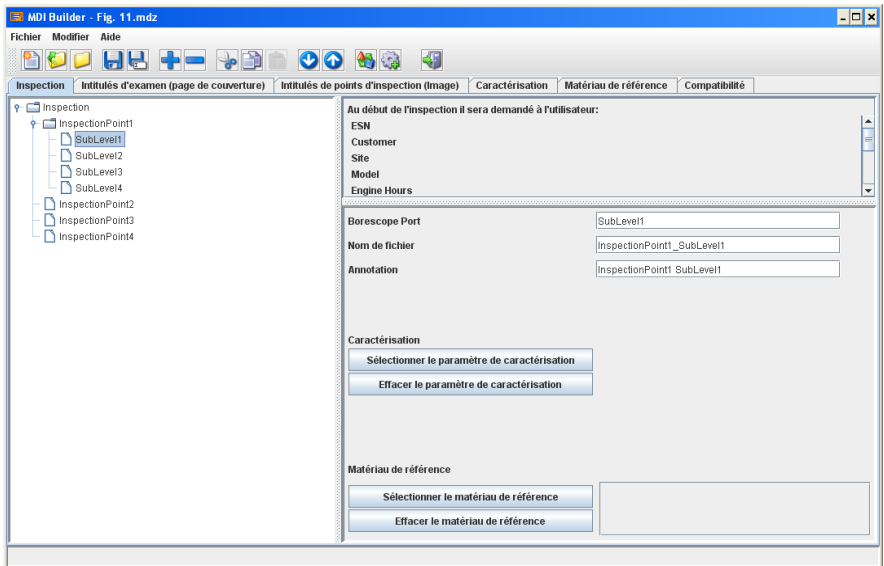 MDI Builder - Fig. 11.mdz
Fichier Modifier Aide
Inspection Intitulés d'examen (page de couverture) Intitulés de points d'inspection (Image) Caractérisation Matériau de référence Compatibilité
Inspection
InspectionPoint1
SubLevel1
SubLevel2
SubLevel3
SubLevel4
InspectionPoint2
InspectionPoint3
InspectionPoint4
Au début de l'inspection il sera demandé à l'utilisateur:
ESN
Customer
Site
Model
Engine Hours
Borescope Port SubLevel1
Nom de fichier InspectionPoint1_SubLevel1
Annotation InspectionPoint1 SubLevel1
Caractérisation
Sélectionner le paramètre de caractérisation
Effacer le paramètre de caractérisation
Matériau de référence
Sélectionner le matériau de référence
Effacer le matériau de référence